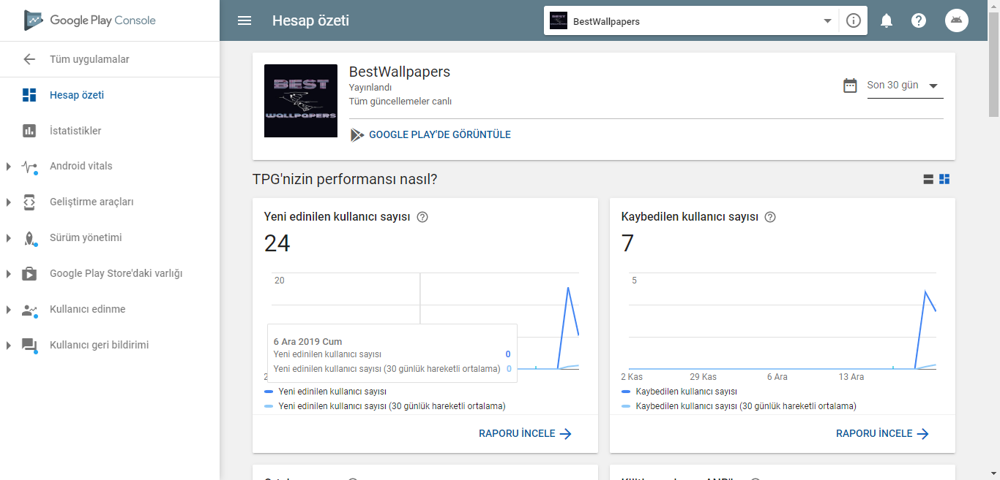 Google Play Console
Tüm uygulamalar
Hesap özeti
İstatistikler
Android vitals
Geliştirme araçları
Sürüm yönetimi
Google Play Store'daki varlığı
Kullanıcı edinme
Kullanıcı geri bildirimi
Hesap özeti
BestWallpapers
BEST
WALLPAPERS
BestWallpapers
Yayınlandı
Tüm güncellemeler canlı
Son 30 gün
GOOGLE PLAY'DE GÖRÜNTÜLE
TPG'nizin performansı nasıl?
Yeni edinilen kullanıcı sayısı
24
20
6 Ara 2019 Cum
Yeni edinilen kullanıcı sayısı 0
Yeni edinilen kullanıcı sayısı (30 günlük hareketli ortalama) 0
Yeni edinilen kullanıcı sayısı
Yeni edinilen kullanıcı sayısı (30 günlük hareketli ortalama)
RAPORU İNCELE
Kaybedilen kullanıcı sayısı
7
5
2 Kas 29 Kas 6 Ara 13 Ara
Kaybedilen kullanıcı sayısı
Kaybedilen kullanıcı sayısı (30 günlük hareketli ortalama)
RAPORU İNCELE